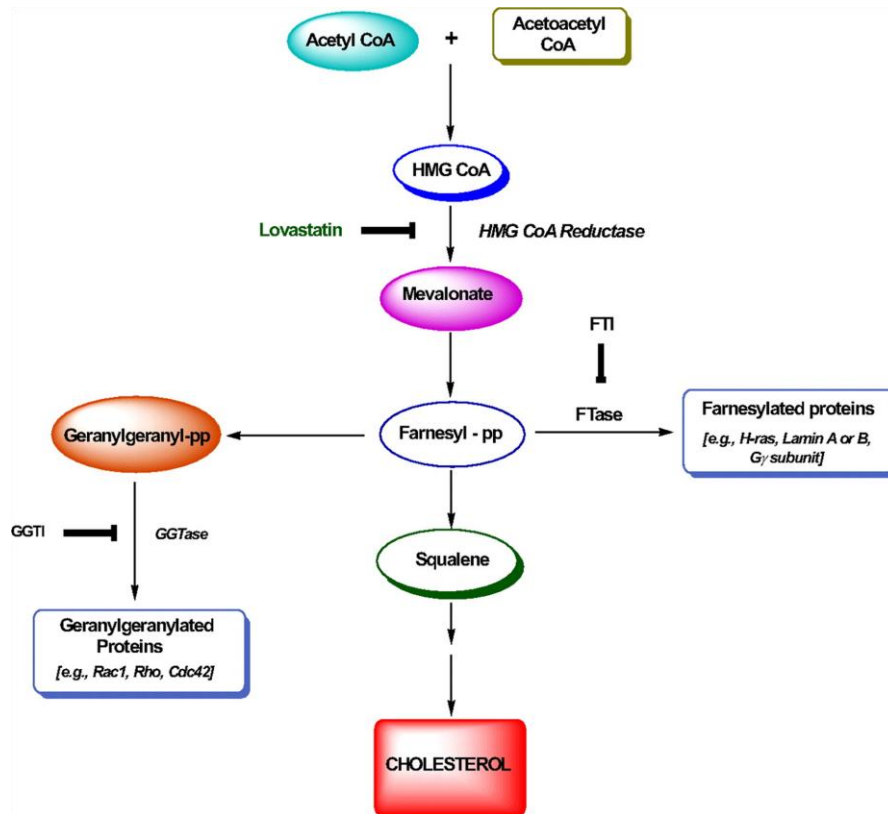 Acetyl CoA
+
Acetoacetyl
CoA
HMG CoA
Lovastatin
HMG CoA Reductase
Mevalonate
FTI
Geranylgeranyl-pp
Farnesyl - pp
FTase
Farnesylated proteins
[e.g., H-ras, Lamin A or B,
Gγ subunit]
GGTI
GGTase
Squalene
Geranylgeranylated
Proteins
[e.g., Rac1, Rho, Cdc42]
CHOLESTEROL